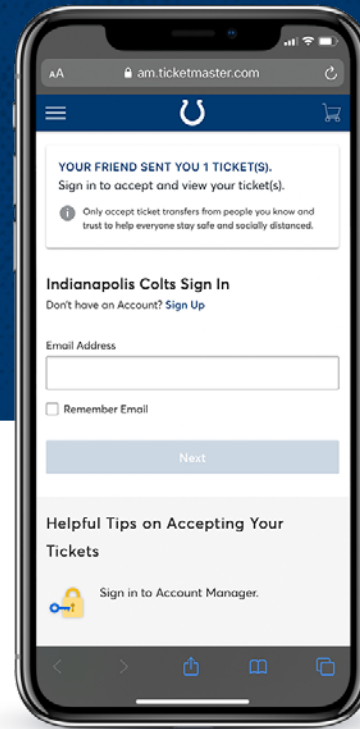 AA am.ticketmaster.com
YOUR FRIEND SENT YOU 1 TICKET(S).
Sign in to accept and view your ticket(s).
Only accept ticket transfers from people you know and
trust to help everyone stay safe and socially distanced.
Indianapolis Colts Sign In
Don't have an Account? Sign Up
Email Address
Remember Email
Next
Helpful Tips on Accepting Your
Tickets
Sign in to Account Manager.